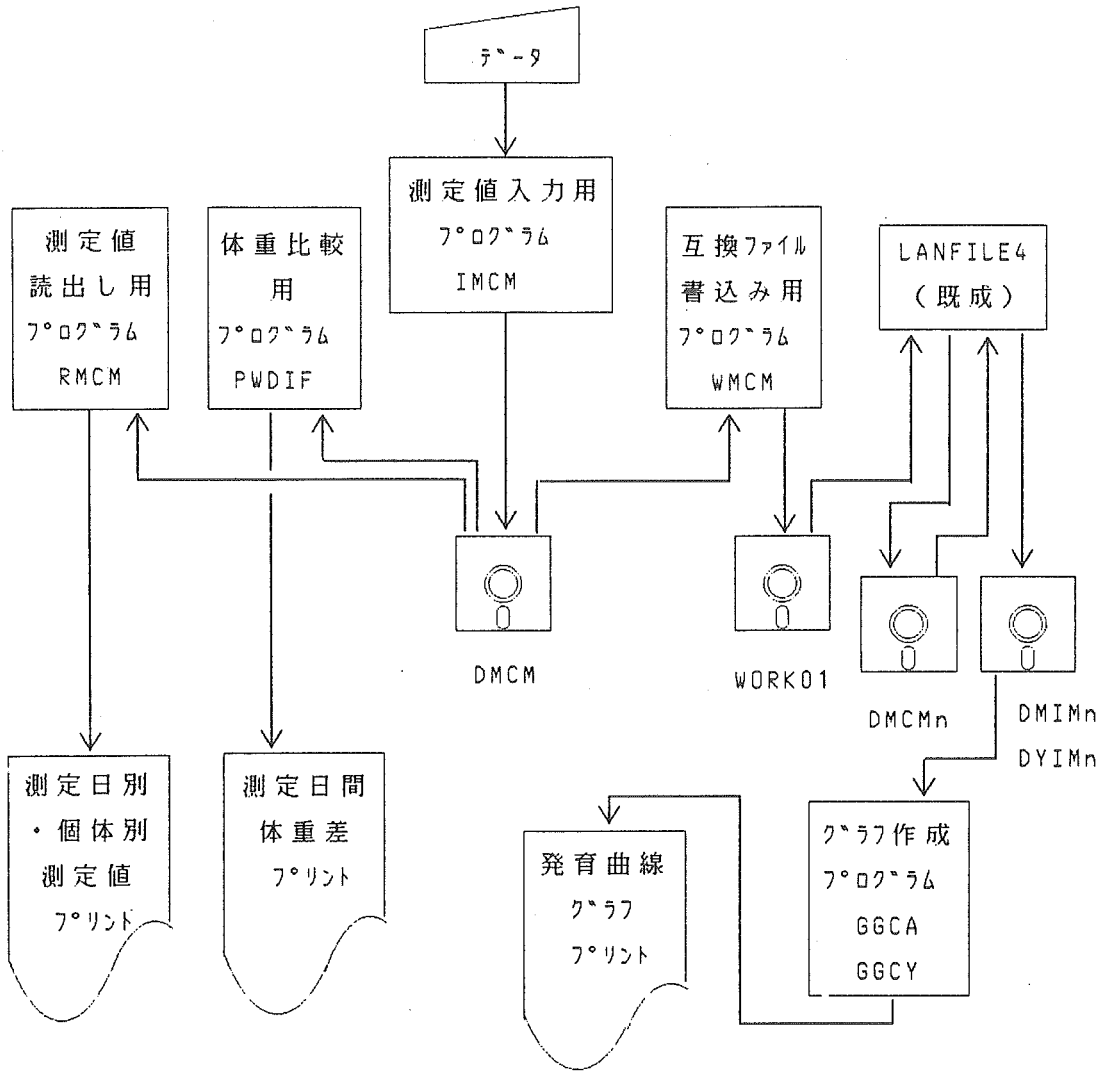 データ
測定値入力用
プログラム
IMCM
測定値
読出し用
プログラム
RMCM
体重比較
用
プログラム
PWDIF
互換ファイル
書込み用
プログラム
WMCM
LANFILE4
(既成)
DMCM
WORK01
DMCMn
DMIMn
DYIMn
測定日別
・個体別
測定値
プリント
測定日間
体重差
プリント
発育曲線
グラフ
プリント
グラフ作成
プログラム
GGCA
GGCY